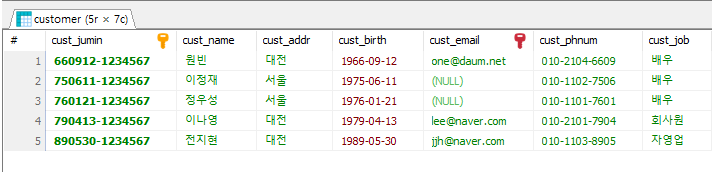 customer (5r × 7c)
# cust_jumin cust_name cust_addr cust_birth cust_email cust_phnum cust_job
1 660912-1234567 원빈 대전 1966-09-12 one@daum.net 010-2104-6609 배우
2 750611-1234567 이정재 서울 1975-06-11 (NULL) 010-1102-7506 배우
3 760121-1234567 정우성 서울 1976-01-21 (NULL) 010-1101-7601 배우
4 790413-1234567 이나영 대전 1979-04-13 lee@naver.com 010-2101-7904 회사원
5 890530-1234567 전지현 대전 1989-05-30 jjh@naver.com 010-1103-8905 자영업